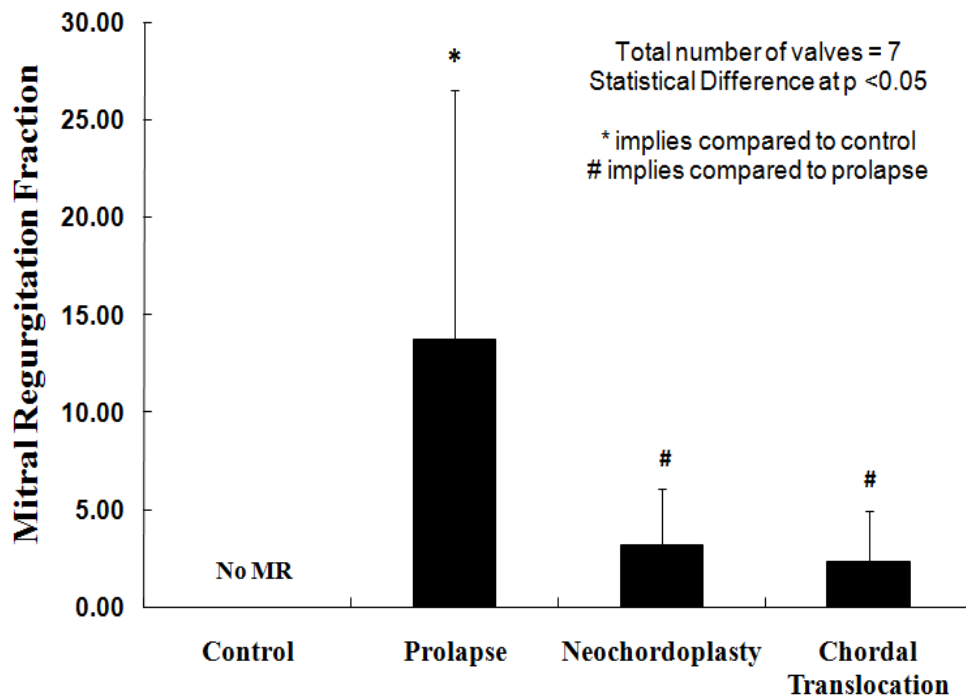 30.00
25.00
20.00
15.00
10.00
5.00
0.00
Mitral Regurgitation Fraction
Total number of valves = 7
Statistical Difference at p <0.05
* implies compared to control
# implies compared to prolapse
*
#
#
No MR
Control
Prolapse
Neochordoplasty
Chordal
Translocation